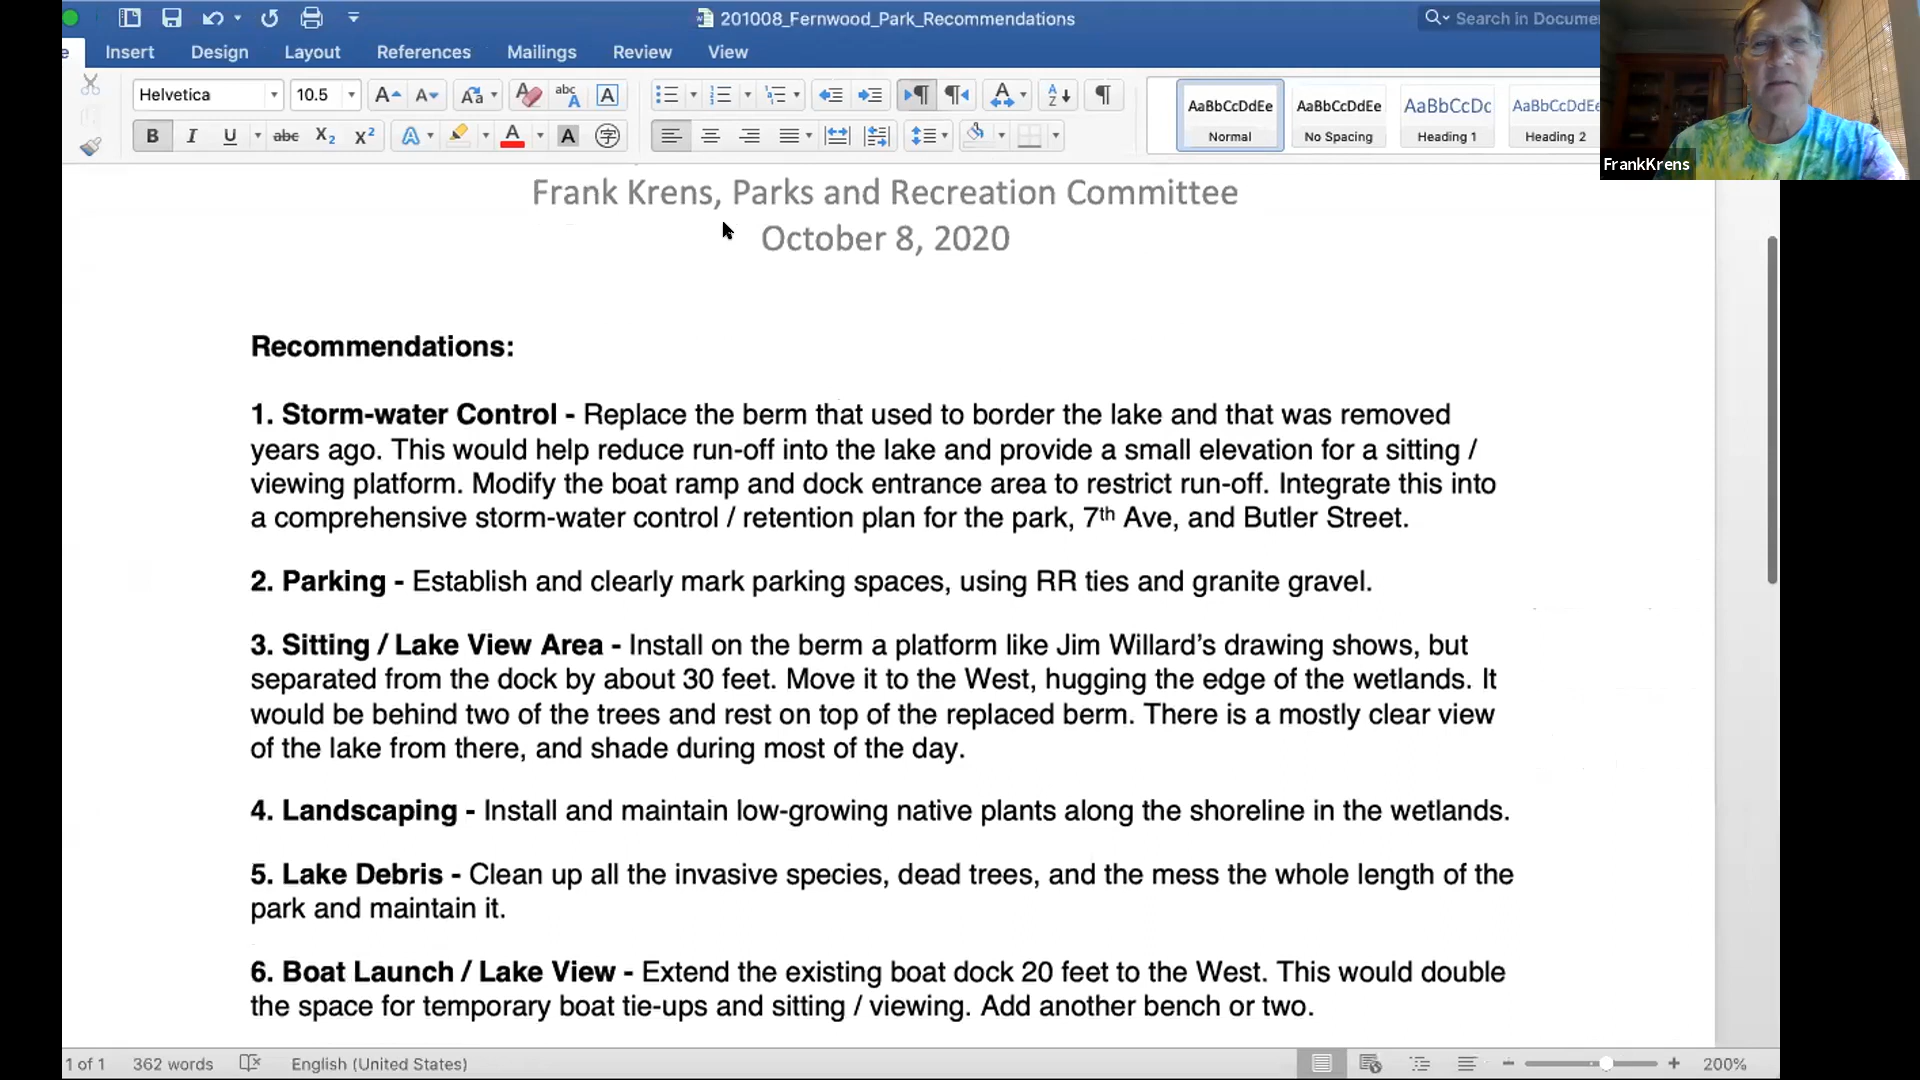 201008_Fernwood_Park_Recommendations
Search in Docume
e Insert Design Layout References Mailings Review View
Helvetica 10.5
AaBbCcDdEe AaBbCcDdEe AaBbCcDc AaBbCcDdEe
Normal No Spacing Heading 1 Heading 2
FrankKrens
Frank Krens, Parks and Recreation Committee
October 8, 2020
Recommendations:
1. Storm-water Control - Replace the berm that used to border the lake and that was removed
years ago. This would help reduce run-off into the lake and provide a small elevation for a sitting /
viewing platform. Modify the boat ramp and dock entrance area to restrict run-off. Integrate this into
a comprehensive storm-water control / retention plan for the park, 7th Ave, and Butler Street.
2. Parking - Establish and clearly mark parking spaces, using RR ties and granite gravel.
3. Sitting / Lake View Area - Install on the berm a platform like Jim Willard’s drawing shows, but
separated from the dock by about 30 feet. Move it to the West, hugging the edge of the wetlands. It
would be behind two of the trees and rest on top of the replaced berm. There is a mostly clear view
of the lake from there, and shade during most of the day.
4. Landscaping - Install and maintain low-growing native plants along the shoreline in the wetlands.
5. Lake Debris - Clean up all the invasive species, dead trees, and the mess the whole length of the
park and maintain it.
6. Boat Launch / Lake View - Extend the existing boat dock 20 feet to the West. This would double
the space for temporary boat tie-ups and sitting / viewing. Add another bench or two.
1 of 1 362 words English (United States) 200%